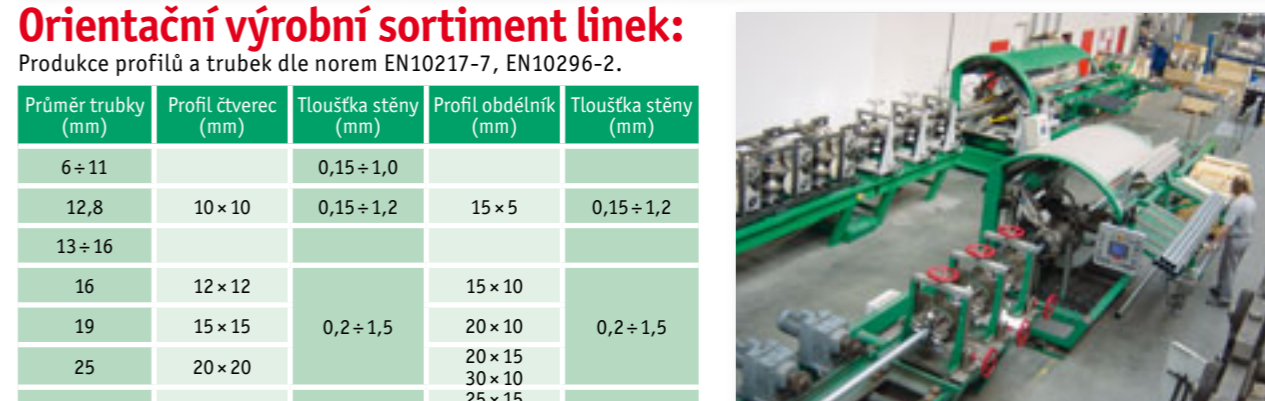 Orientační výrobní sortiment linek:
Produkce profilů a trubek dle norem EN10217-7, EN10296-2.
Průměr trubky (mm) Profil čtverec (mm) Tloušťka stěny (mm) Profil obdélník (mm) Tloušťka stěny (mm)
6÷11 0,15÷1,0
12,8 10×10 0,15÷1,2 15×5 0,15÷1,2
13÷16
16 12×12 15×10
19 15×15 0,2÷1,5 20×10 0,2÷1,5
25 20×20 20×15
30×10
25×15